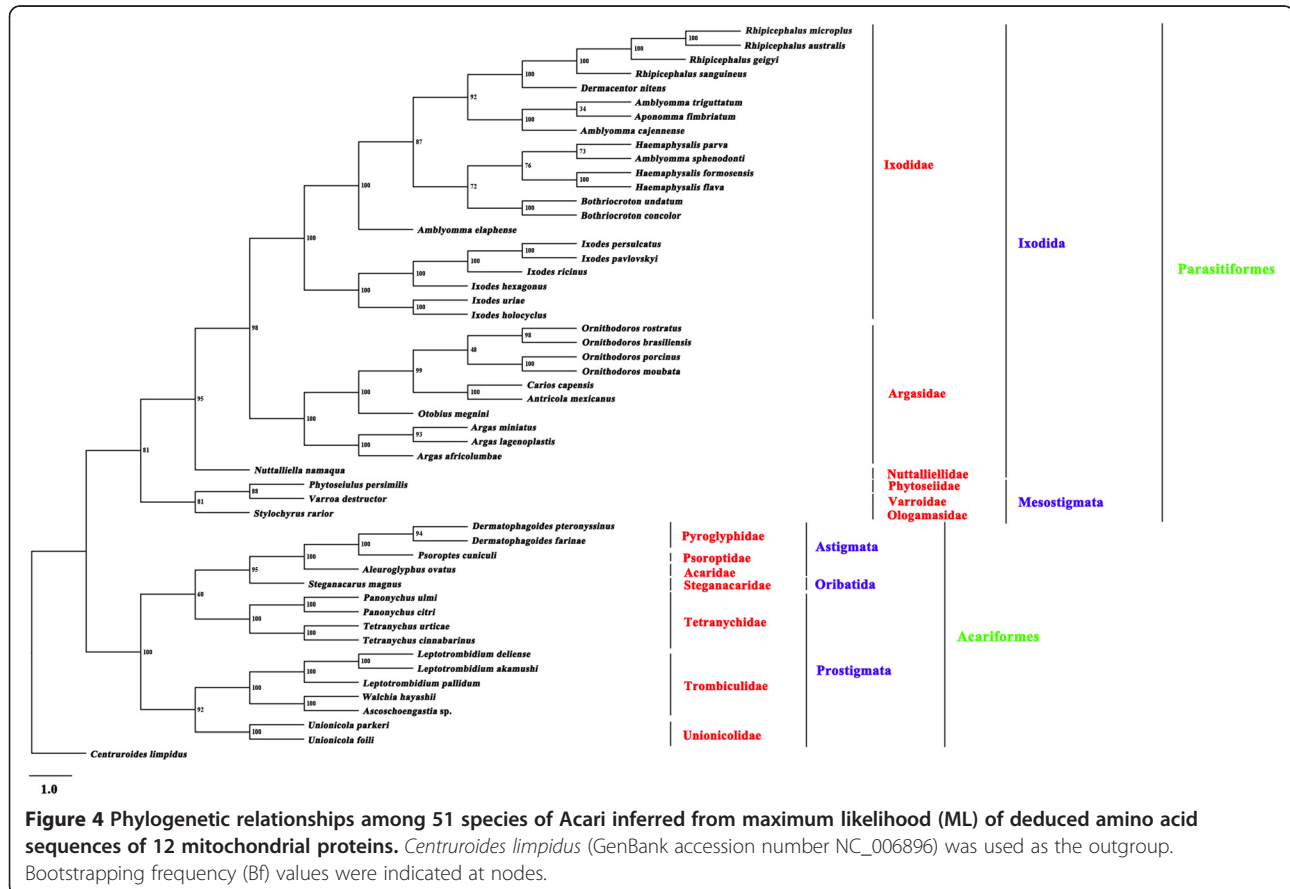 Rhipicephalus microplus
100
Rhipicephalus australis
100
Rhipicephalus geigyi
100
Rhipicephalus sanguineus
100
Dermacentor nitens
92
Amblyomma triguttatum
34
Aponomma fimbriatum
100
Amblyomma cajennense
87
Haemaphysalis parva
73
Amblyomma sphenodonti
76
Haemaphysalis formosensis
100
Haemaphysalis flava
72
Bothriocroton undatum
100
Bothriocroton concolor
100
Amblyomma elaphense
100
Ixodes persulcatus
100
Ixodes pavlovskyi
100
Ixodes ricinus
100
Ixodes hexagonus
100
Ixodes uriae
100
Ixodes holocyclus
98
Ornithodoros rostratus
98
Ornithodoros brasiliensis
48
Ornithodoros porcinus
100
Ornithodoros moubata
99
Carios capensis
100
Antricola mexicanus
100
Otobius megnini
100
Argas miniatus
93
Argas lagenoplastis
100
Argas africolumbae
95
Nuttalliella namaqua
81
Phytoseiulus persimilis
88
Varroa destructor
81
Stylochyrus rarior
Dermatophagoides pteronyssinus
94
Dermatophagoides farinae
100
Psoroptes cuniculi
100
Aleuroglyphus ovatus
95
Steganacarus magnus
60
Panonychus ulmi
100
Panonychus citri
100
Tetranychus urticae
100
Tetranychus cinnabarinus
100
Leptotrombidium deliense
100
Leptotrombidium akamushi
100
Leptotrombidium pallidum
100
Walchia hayashii
100
Ascoschoengastia sp.
92
Unionicola parkeri
100
Unionicola foili
Centruroides limpidus
Ixodidae
Argasidae
Nuttalliellidae
Phytoseiidae
Varroidae
Ologamasidae
Ixodida
Mesostigmata
Parasitiformes
Pyroglyphidae
Psoroptidae
Acaridae
Steganacaridae
Tetranychidae
Trombiculidae
Unionicolidae
Astigmata
Oribatida
Prostigmata
Acariformes
1.0
Figure 4 Phylogenetic relationships among 51 species of Acari inferred from maximum likelihood (ML) of deduced amino acid
sequences of 12 mitochondrial proteins. Centruroides limpidus (GenBank accession number NC_006896) was used as the outgroup.
Bootstrapping frequency (Bf) values were indicated at nodes.